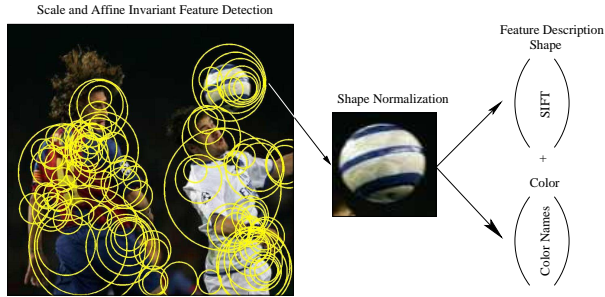 Scale and Affine Invariant Feature Detection
Shape Normalization
Feature Description
Shape
SIFT
+
Color
Color Names